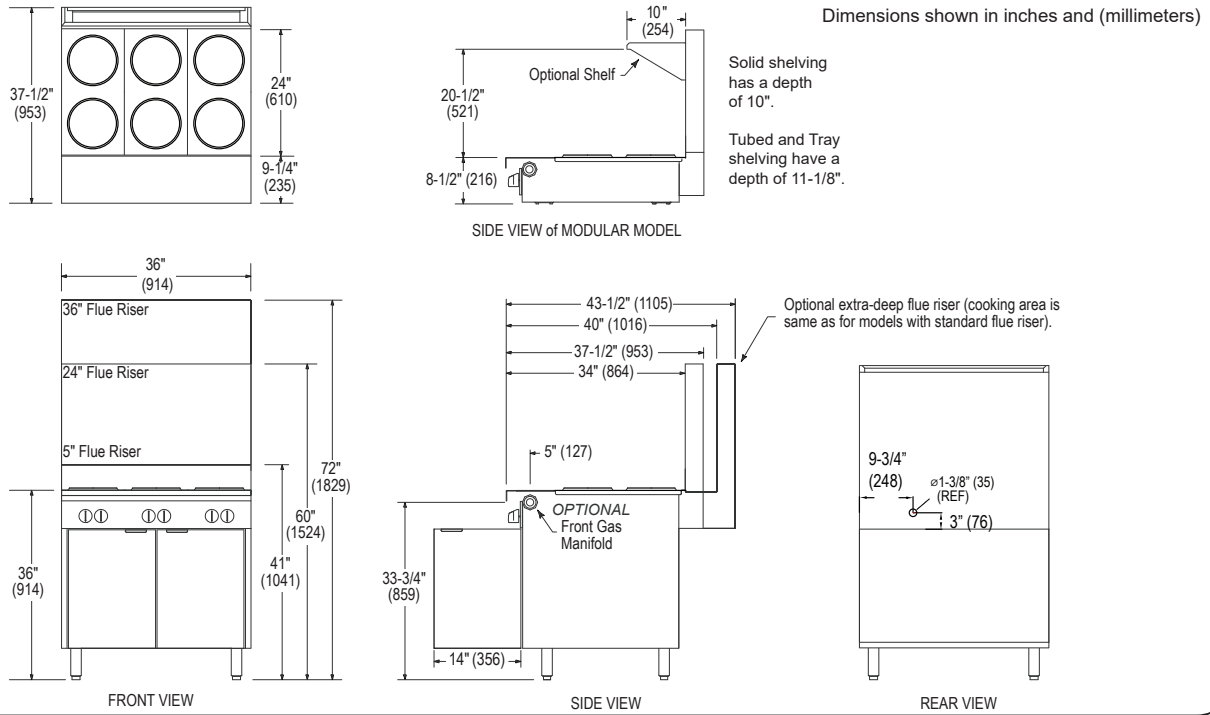 Dimensions shown in inches and (millimeters)
37-1/2"
(953)
24"
(610)
9-1/4"
(235)
10"
(254)
Optional Shelf
20-1/2"
(521)
8-1/2" (216)
SIDE VIEW of MODULAR MODEL
Solid shelving
has a depth
of 10".
Tubed and Tray
shelving have a
depth of 11-1/8".
36"
(914)
36" Flue Riser
24" Flue Riser
5" Flue Riser
72"
(1829)
60"
(1524)
41"
(1041)
36"
(914)
FRONT VIEW
43-1/2" (1105)
40" (1016)
37-1/2" (953)
34" (864)
5" (127)
OPTIONAL
Front Gas
Manifold
33-3/4"
(859)
14" (356)
SIDE VIEW
Optional extra-deep flue riser (cooking area is
same as for models with standard flue riser).
9-3/4"
(248)
⌀1-3/8" (35)
(REF)
3" (76)
REAR VIEW